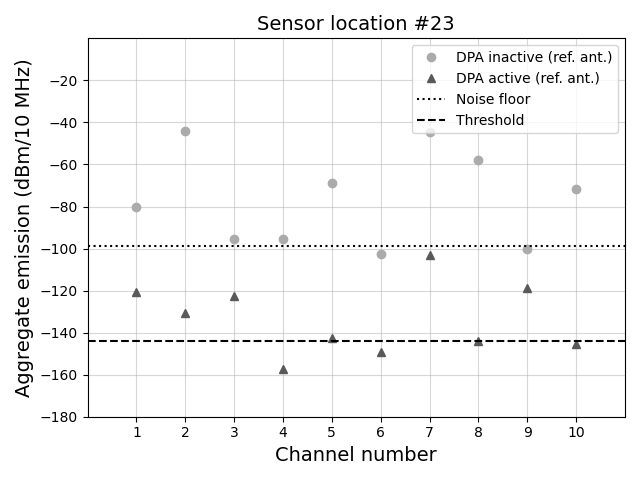 Sensor location #23
DPA inactive (ref. ant.)
DPA active (ref. ant.)
Noise floor
Threshold
Aggregate emission (dBm/10 MHz)
−20
−40
−60
−80
−100
−120
−140
−160
−180
1 2 3 4 5 6 7 8 9 10
Channel number